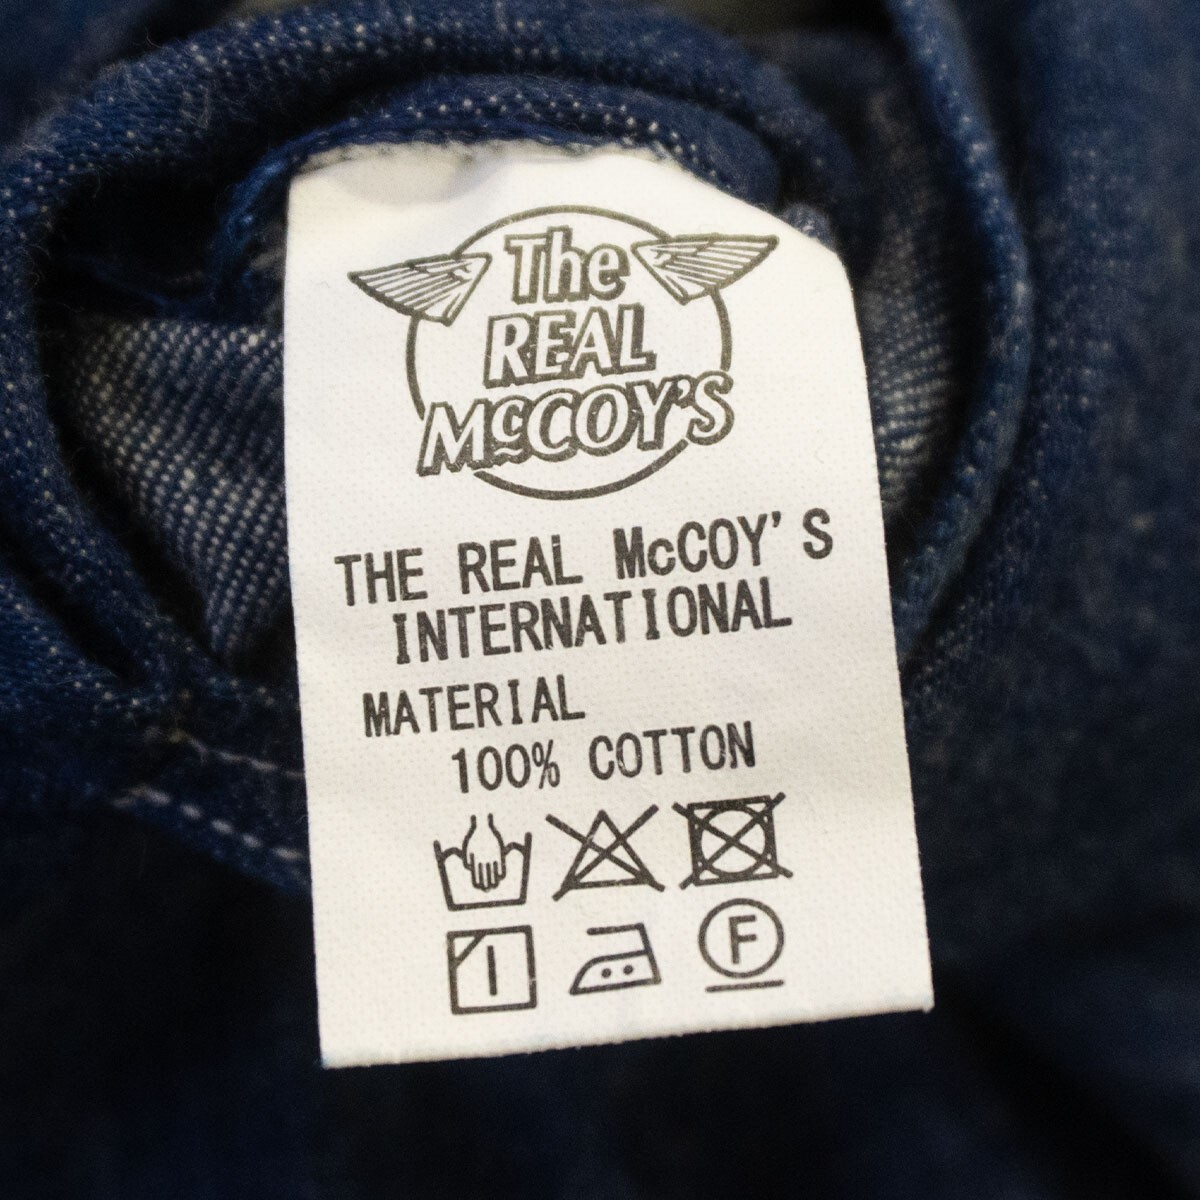 The
REAL
McCOY'S
THE REAL McCOY'S
INTERNATIONAL
MATERIAL
100% COTTON
F